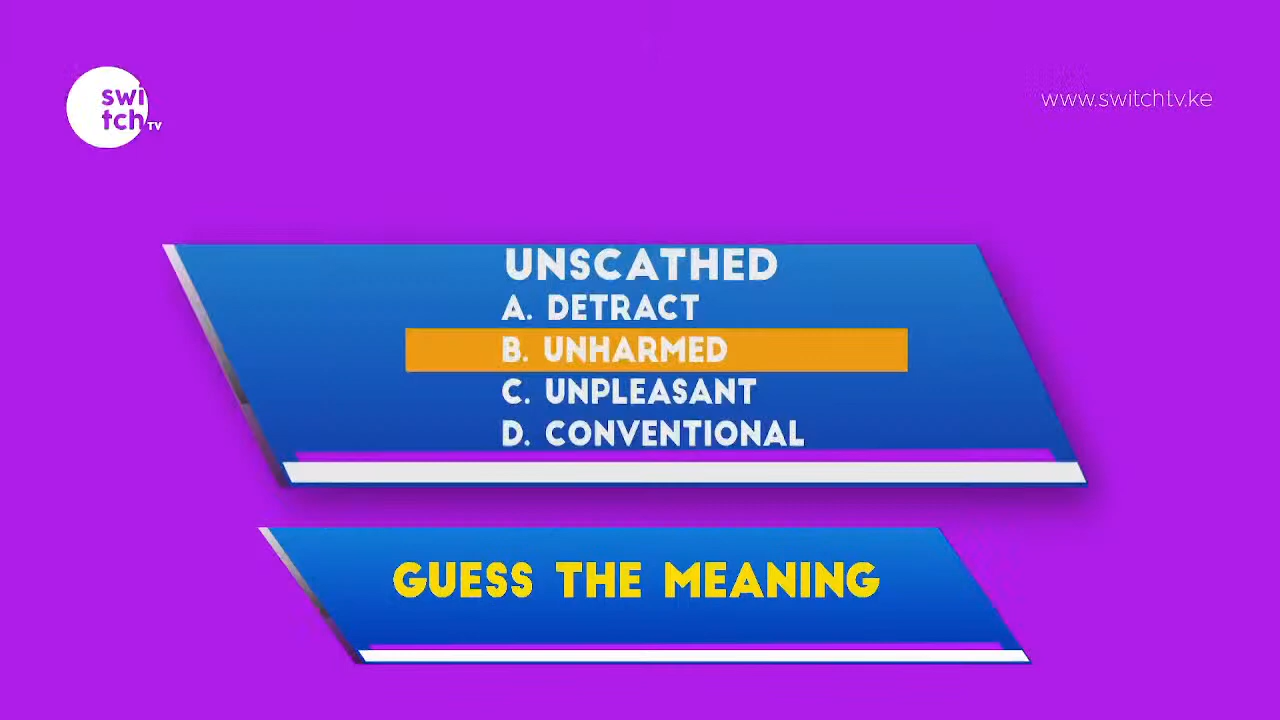 swi
tch TV
www.switchtv.ke
UNSCATHED
A. DETRACT
B. UNHARMED
C. UNPLEASANT
D. CONVENTIONAL
GUESS THE MEANING